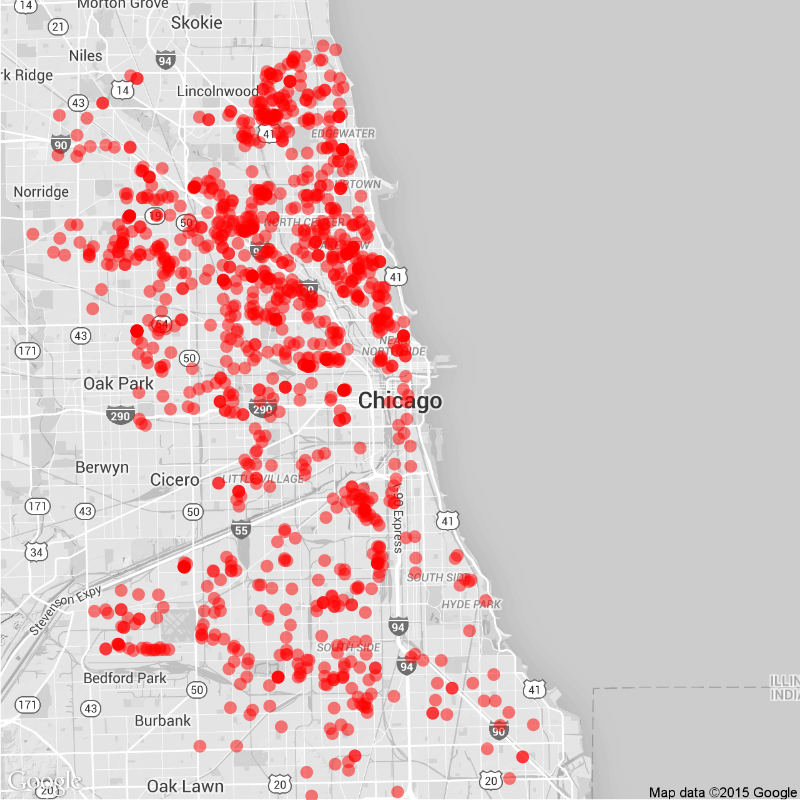 14
Morton Grove
21
Skokie
Niles
94
rk Ridge
14
Lincolnwood
43
41
EDGEWATER
90
UPTOWN
Norridge
19
50
NORTH CENTER
41
64
43
NEAR
NORTH SIDE
171
50
Oak Park
Chicago
290
290
Berwyn
Cicero
LITTLE VILLAGE
171
43
50
I-90 Express
41
55
34
SOUTH SIDE
Stevenson Expy
HYDE PARK
94
SOUTH SIDE
94
Bedford Park
50
41
ILLIN
INDIA
171
43
Burbank
90
Google
20
Oak Lawn
20
20
Map data ©2015 Google